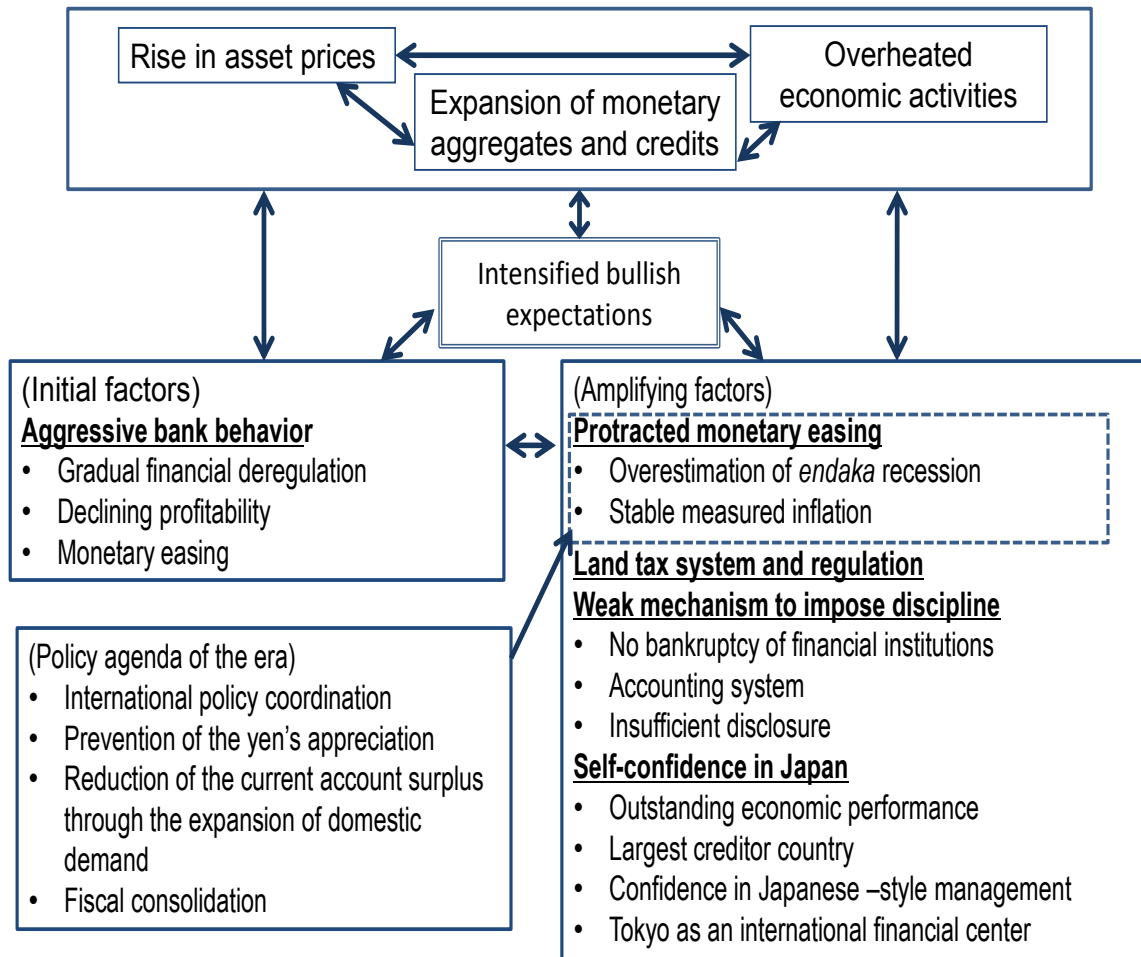 Rise in asset prices
Overheated
economic activities
Expansion of monetary
aggregates and credits
Intensified bullish
expectations
(Initial factors)
Aggressive bank behavior
• Gradual financial deregulation
• Declining profitability
• Monetary easing
(Policy agenda of the era)
• International policy coordination
• Prevention of the yen’s appreciation
• Reduction of the current account surplus
through the expansion of domestic
demand
• Fiscal consolidation
(Amplifying factors)
Protracted monetary easing
• Overestimation of endaka recession
• Stable measured inflation
Land tax system and regulation
Weak mechanism to impose discipline
• No bankruptcy of financial institutions
• Accounting system
• Insufficient disclosure
Self-confidence in Japan
• Outstanding economic performance
• Largest creditor country
• Confidence in Japanese –style management
• Tokyo as an international financial center